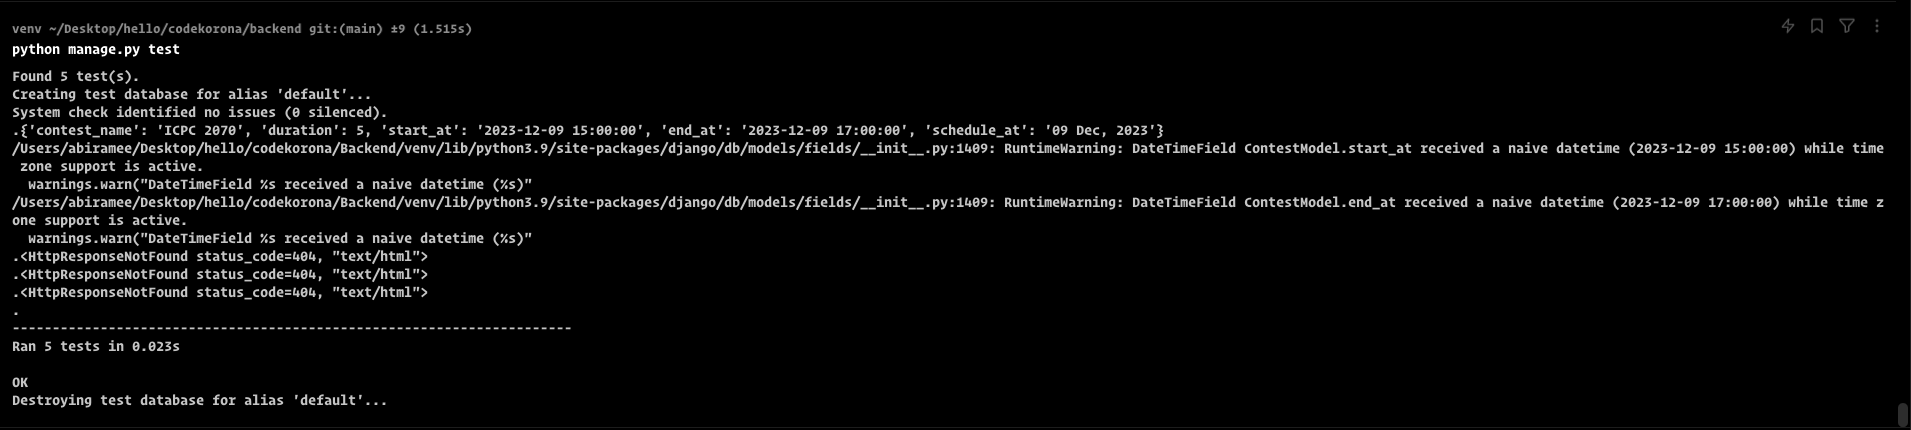 venv ~/Desktop/hello/codekorona/backend git:(main) ±9 (1.515s)
python manage.py test
Found 5 test(s).
Creating test database for alias 'default'...
System check identified no issues (0 silenced).
.{'contest_name': 'ICPC 2070', 'duration': 5, 'start_at': '2023-12-09 15:00:00', 'end_at': '2023-12-09 17:00:00', 'schedule_at': '09 Dec, 2023'}
/Users/abiramee/Desktop/hello/codekorona/Backend/venv/lib/python3.9/site-packages/django/db/models/fields/__init__.py:1409: RuntimeWarning: DateTimeField ContestModel.start_at received a naive datetime (2023-12-09 15:00:00) while time
 zone support is active.
  warnings.warn("DateTimeField %s received a naive datetime (%s)"
/Users/abiramee/Desktop/hello/codekorona/Backend/venv/lib/python3.9/site-packages/django/db/models/fields/__init__.py:1409: RuntimeWarning: DateTimeField ContestModel.end_at received a naive datetime (2023-12-09 17:00:00) while time z
one support is active.
  warnings.warn("DateTimeField %s received a naive datetime (%s)"
.<HttpResponseNotFound status_code=404, "text/html">
.<HttpResponseNotFound status_code=404, "text/html">
.<HttpResponseNotFound status_code=404, "text/html">
.
----------------------------------------------------------------------
Ran 5 tests in 0.023s

OK
Destroying test database for alias 'default'...